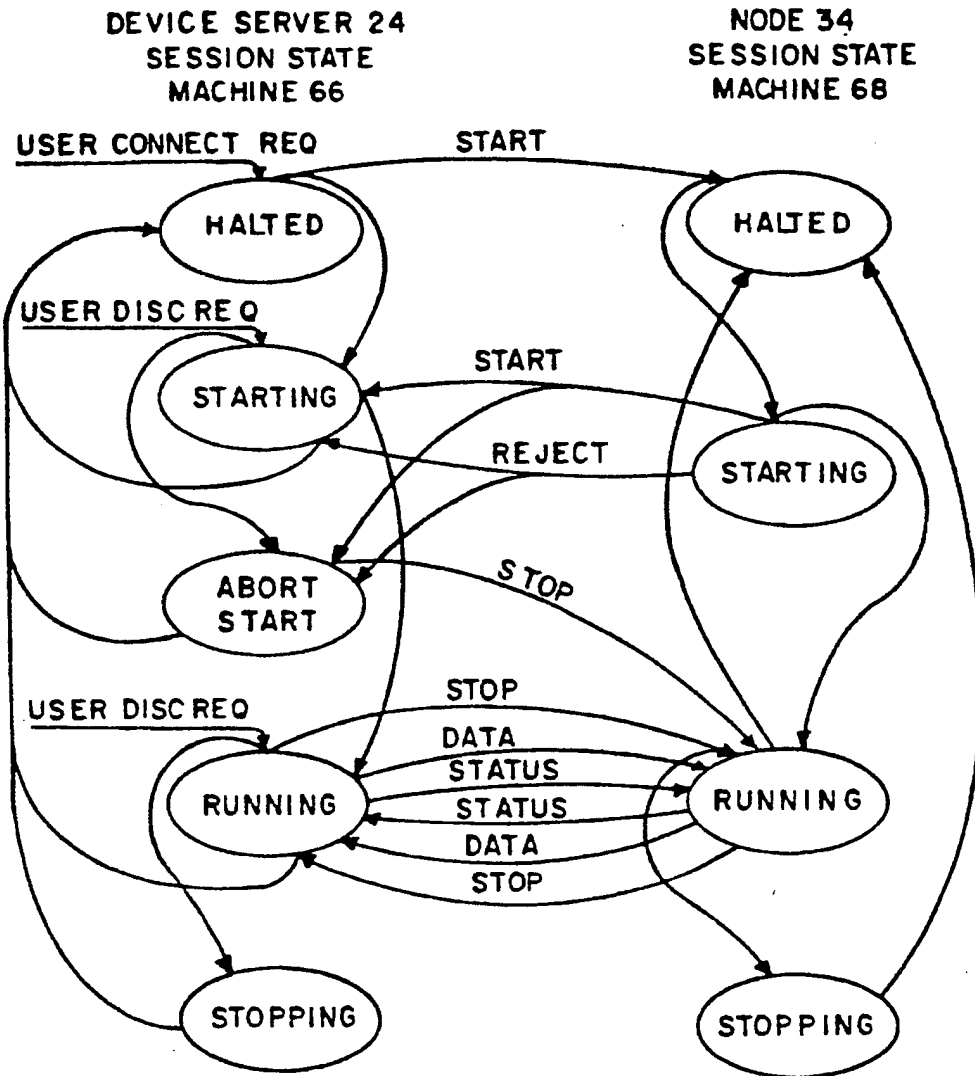 DEVICE SERVER 24
SESSION STATE
MACHINE 66
NODE 34
SESSION STATE
MACHINE 68
USER CONNECT REQ
START
HALTED
HALTED
USER DISC REQ
START
STARTING
REJECT
STARTING
ABORT
START
STOP
USER DISC REQ
STOP
DATA
STATUS
RUNNING
STATUS
RUNNING
DATA
STOP
STOPPING
STOPPING